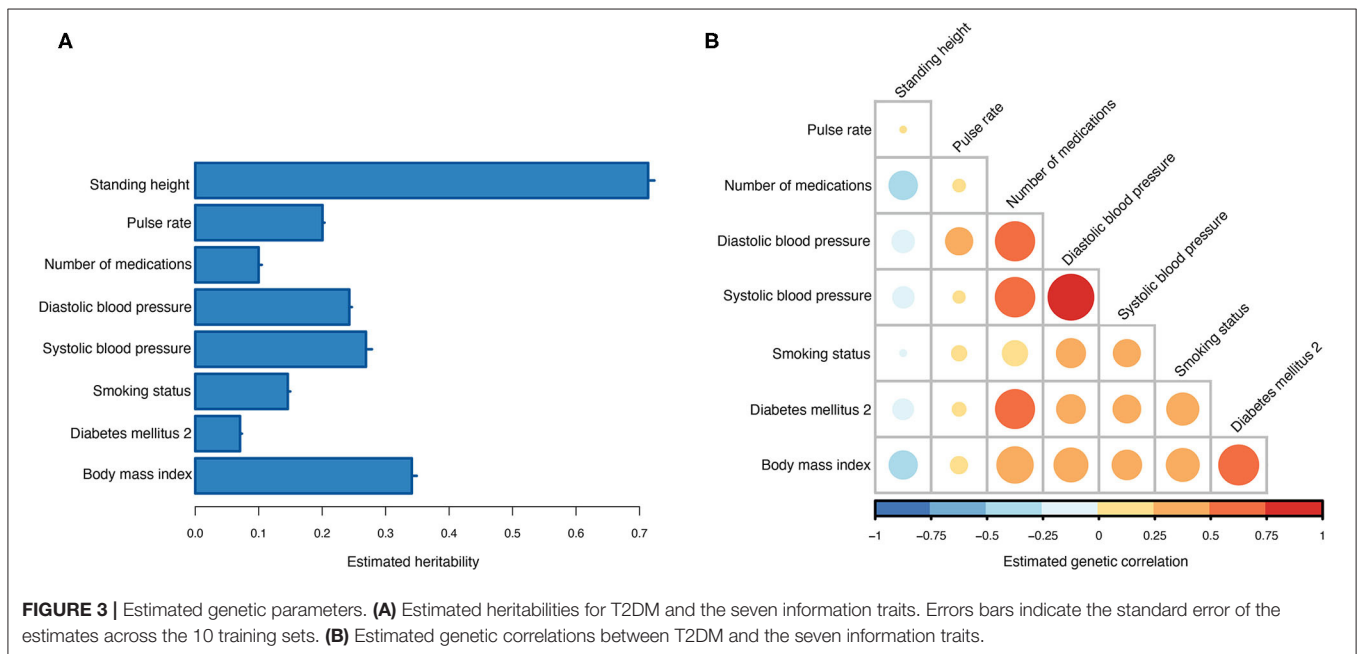 A
Standing height
Pulse rate
Number of medications
Diastolic blood pressure
Systolic blood pressure
Smoking status
Diabetes mellitus 2
Body mass index
0.0 0.1 0.2 0.3 0.4 0.5 0.6 0.7
Estimated heritability
B
Standing height
Pulse rate
Number of medications
Diastolic blood pressure
Systolic blood pressure
Smoking status
Diabetes mellitus 2
Pulse rate
Number of medications
Diastolic blood pressure
Systolic blood pressure
Smoking status
Diabetes mellitus 2
Body mass index
−1 −0.75 −0.5 −0.25 0 0.25 0.5 0.75 1
Estimated genetic correlation
FIGURE 3 | Estimated genetic parameters. (A) Estimated heritabilities for T2DM and the seven information traits. Errors bars indicate the standard error of the
estimates across the 10 training sets. (B) Estimated genetic correlations between T2DM and the seven information traits.